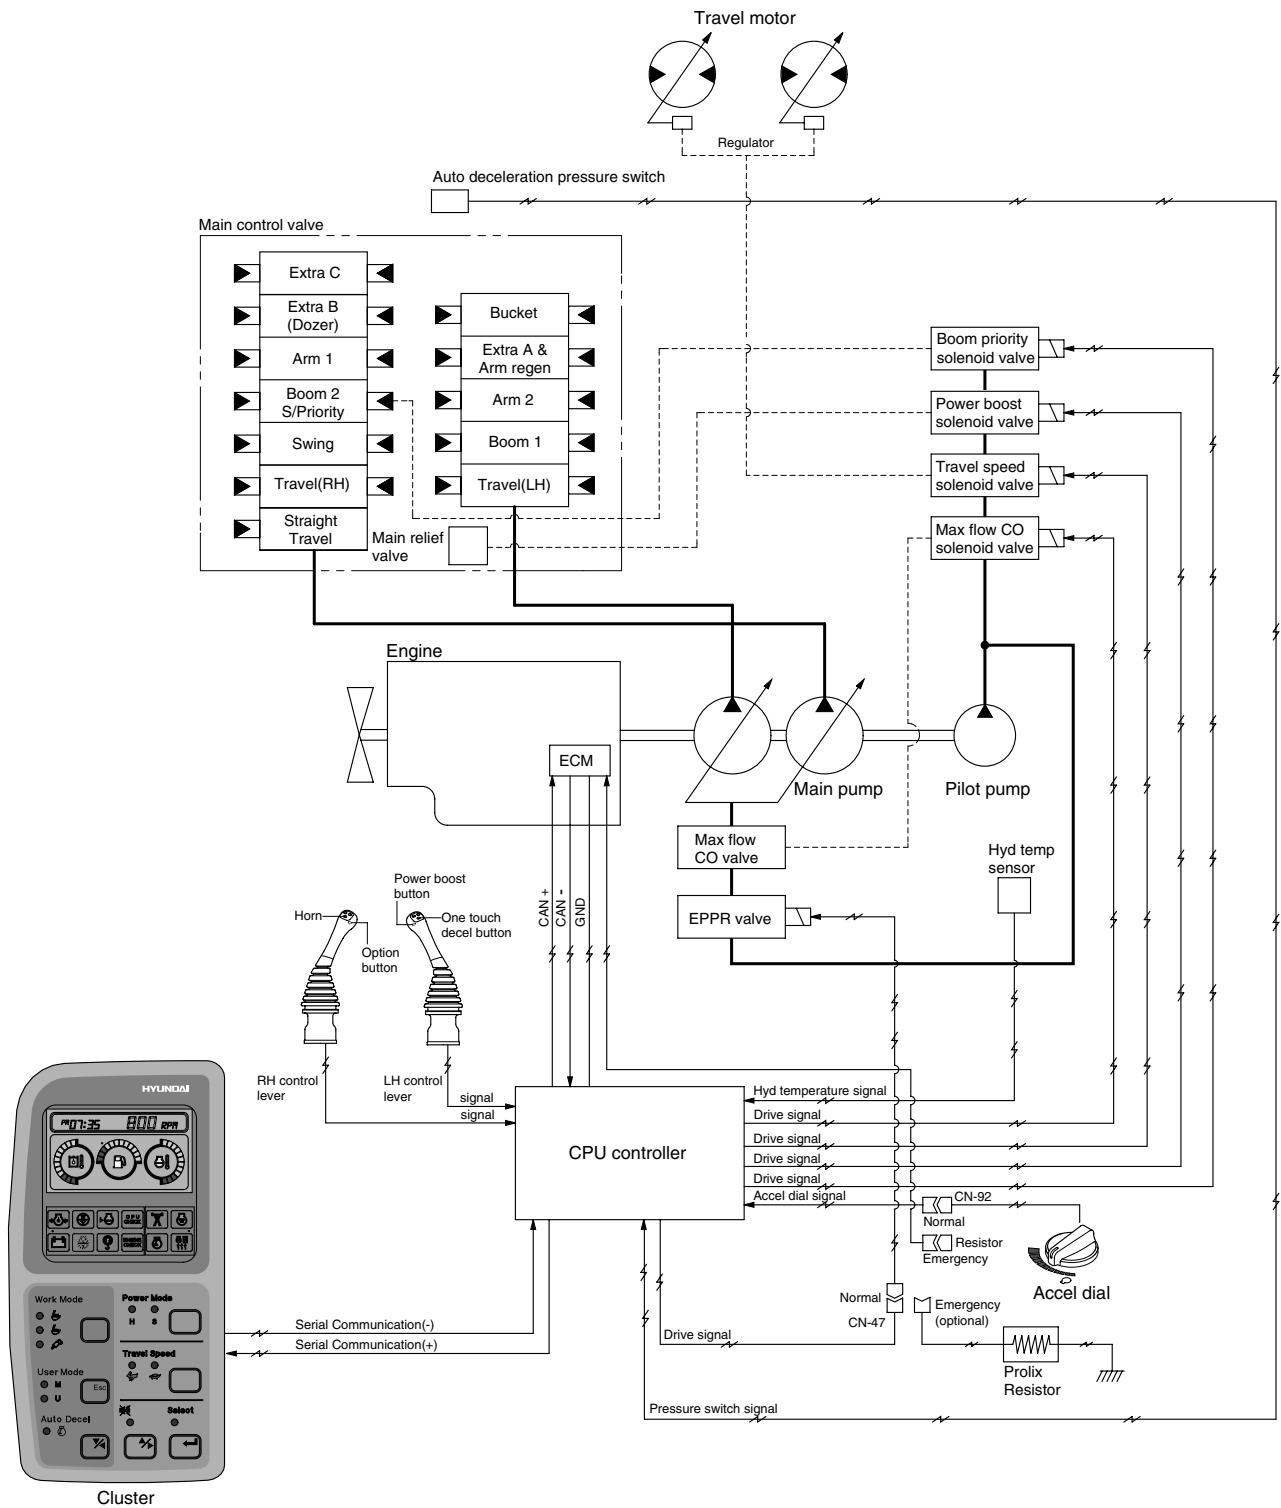 Travel motor
Regulator
Auto deceleration pressure switch
Main control valve
Extra C
Extra B
(Dozer)
Arm 1
Boom 2
S/Priority
Swing
Travel(RH)
Straight
Travel
Bucket
Extra A &
Arm regen
Arm 2
Boom 1
Travel(LH)
Main relief
valve
Boom priority
solenoid valve
Power boost
solenoid valve
Travel speed
solenoid valve
Max flow CO
solenoid valve
Engine
ECM
Main pump
Pilot pump
Max flow
CO valve
EPPR valve
Hyd temp
sensor
CAN +
CAN -
GND
Power boost
button
Horn
Option
button
One touch
decel button
RH control
lever
LH control
lever
signal
signal
CPU controller
Hyd temperature signal
Drive signal
Drive signal
Drive signal
Drive signal
Accel dial signal
CN-92
Normal
Resistor
Emergency
Accel dial
Normal
CN-47
Emergency
(optional)
Prolix
Resistor
Drive signal
Pressure switch signal
Serial Communication(-)
Serial Communication(+)
HYUNDAI
PM 07:35 800 RPM
CPU
CHECK
ENGINE
CHECK
Work Mode
Power Mode
H S
Travel Speed
User Mode
M
U
Esc
Auto Decel
Select
Cluster